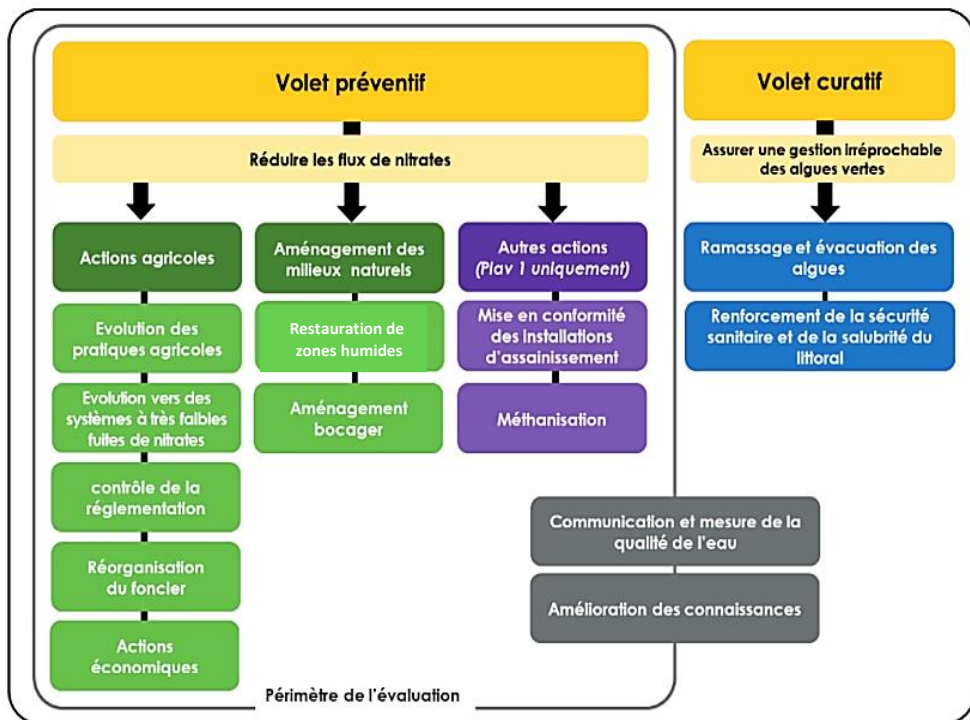 Volet préventif
Réduire les flux de nitrates
Actions agricoles
Evolution des
pratiques agricoles
Evolution vers des
systèmes à très faibles
fuites de nitrates
contrôle de la
réglementation
Réorganisation
du foncier
Actions
économiques
Aménagement des
milieux naturels
Restauration de
zones humides
Aménagement
bocager
Autres actions
(Plav 1 uniquement)
Mise en conformité
des installations
d'assainissement
Méthanisation
Volet curatif
Assurer une gestion irréprochable
des algues vertes
Ramassage et évacuation des
algues
Renforcement de la sécurité
sanitaire et de la salubrité du
littoral
Communication et mesure de la
qualité de l'eau
Amélioration des connaissances
Périmètre de l'évaluation